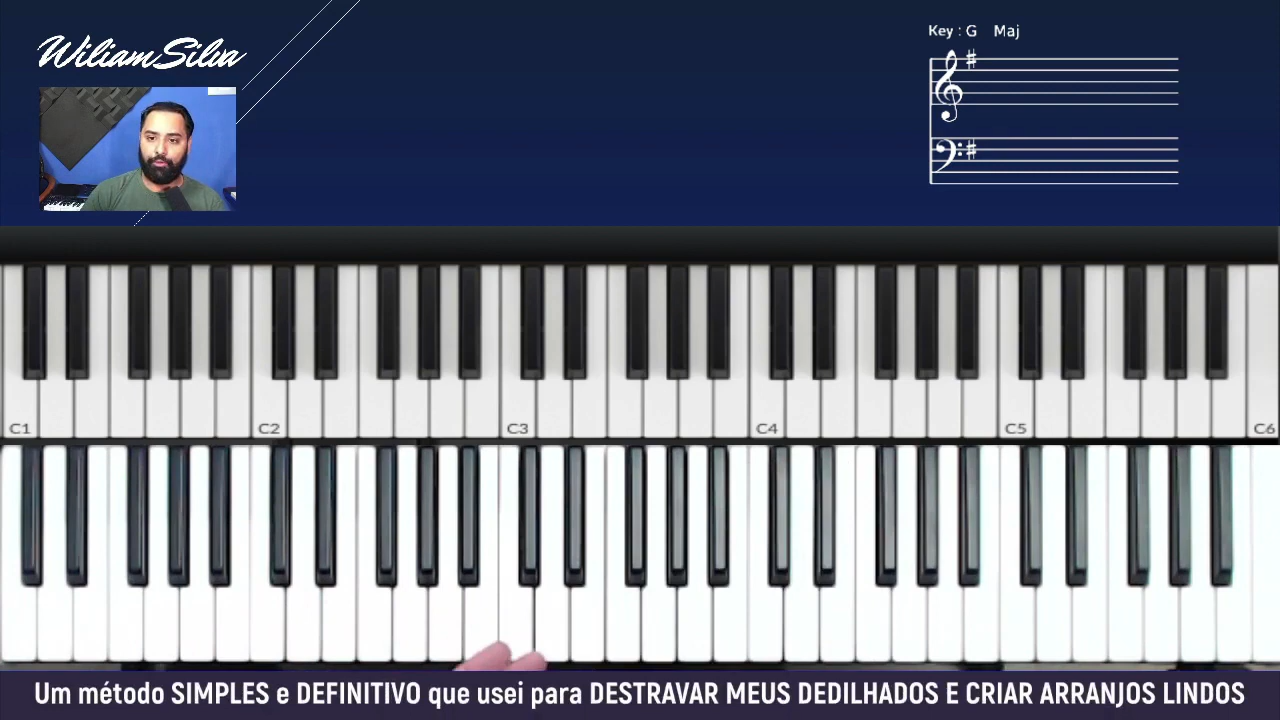 WiliamSilva
Key : G Maj
C1 C2 C3 C4 C5 C6
Um método SIMPLES e DEFINITIVO que usei para DESTRAVAR MEUS DEDILHADOS E CRIAR ARRANJOS LINDOS